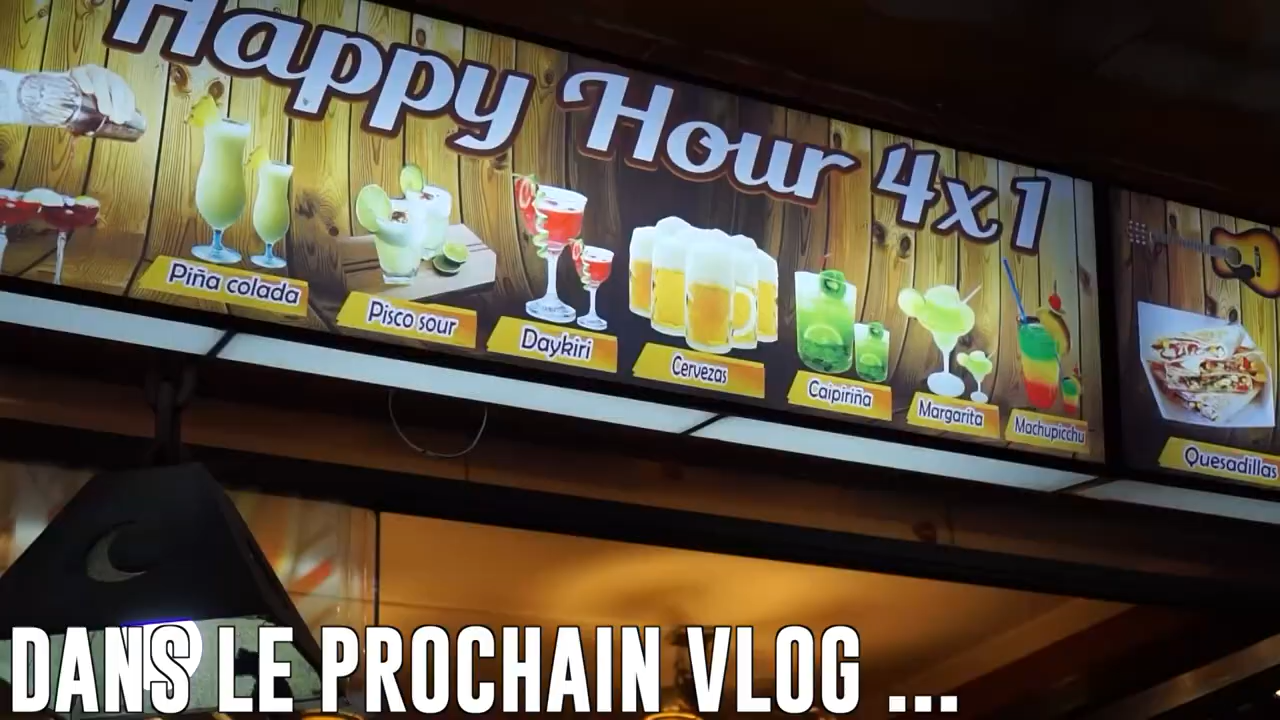 Happy Hour 4x1
Piña colada
Pisco sour
Daykiri
Cervezas
Caipiriña
Margarita
Machupicchu
Quesadillas
DANS LE PROCHAIN VLOG ...